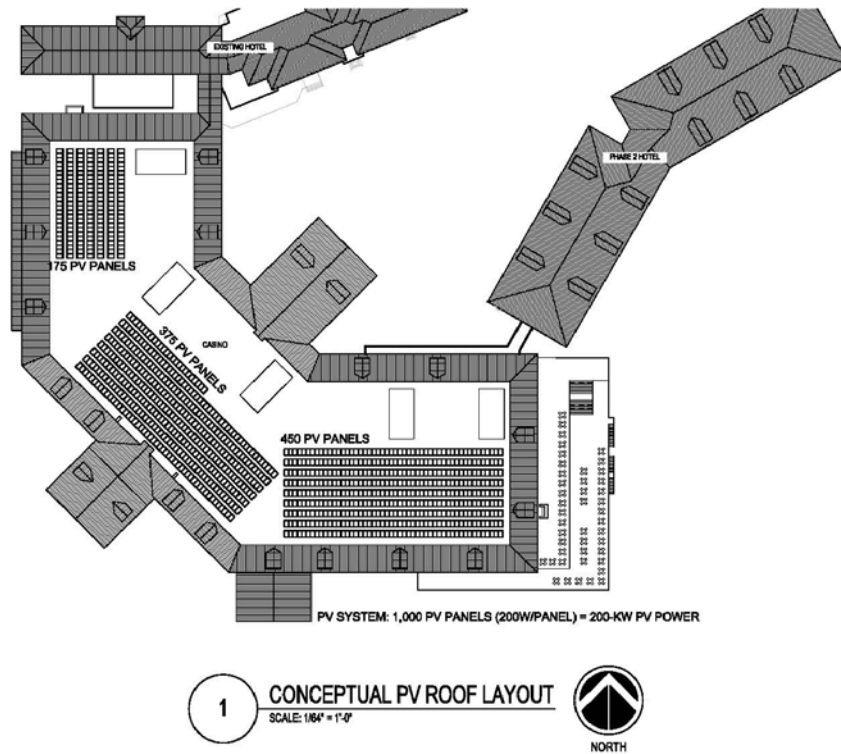 EXISTING HOTEL
PHASE 2 HOTEL
175 PV PANELS
375 PV PANELS
CASINO
450 PV PANELS
PV SYSTEM: 1,000 PV PANELS (200W/PANEL) = 200-KW PV POWER
1
CONCEPTUAL PV ROOF LAYOUT
SCALE: 1/64" = 1'-0"
NORTH